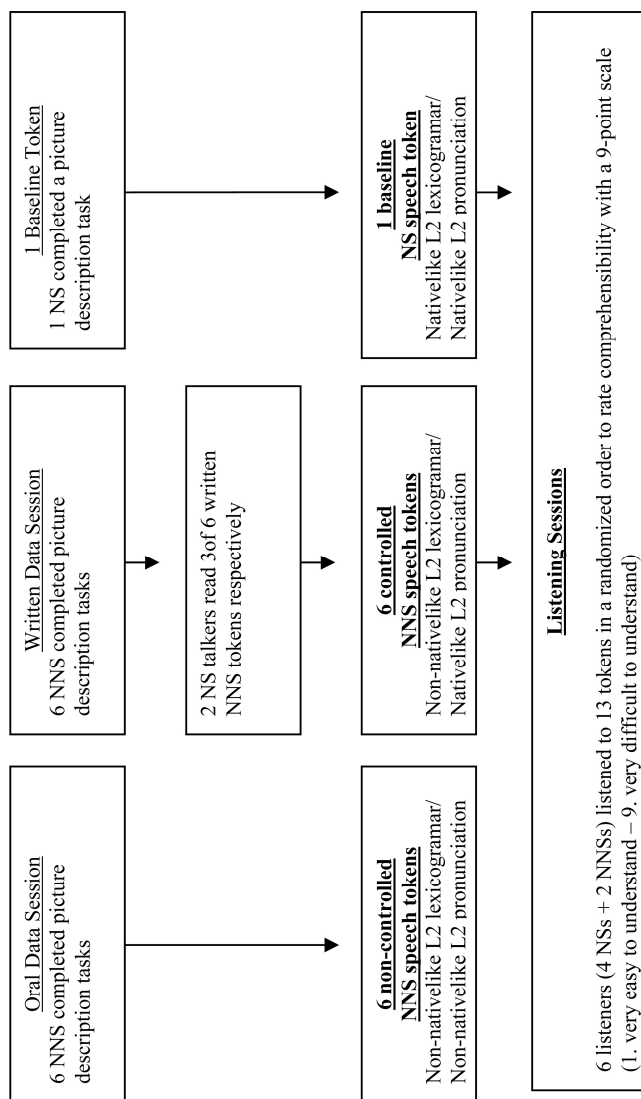 Oral Data Session
6 NNS completed picture
description tasks
Written Data Session
6 NNS completed picture
description tasks
1 Baseline Token
1 NS completed a picture
description task
2 NS talkers read 3of 6 written
NNS tokens respectively
6 non-controlled
NNS speech tokens
Non-nativelike L2 lexicogramar/
Non-nativelike L2 pronunciation
6 controlled
NNS speech tokens
Non-nativelike L2 lexicogramar/
Nativelike L2 pronunciation
1 baseline
NS speech token
Nativelike L2 lexicogramar/
Nativelike L2 pronunciation
Listening Sessions
6 listeners (4 NSs + 2 NNSs) listened to 13 tokens in a randomized order to rate comprehensibility with a 9-point scale
(1. very easy to understand – 9. very difficult to understand)